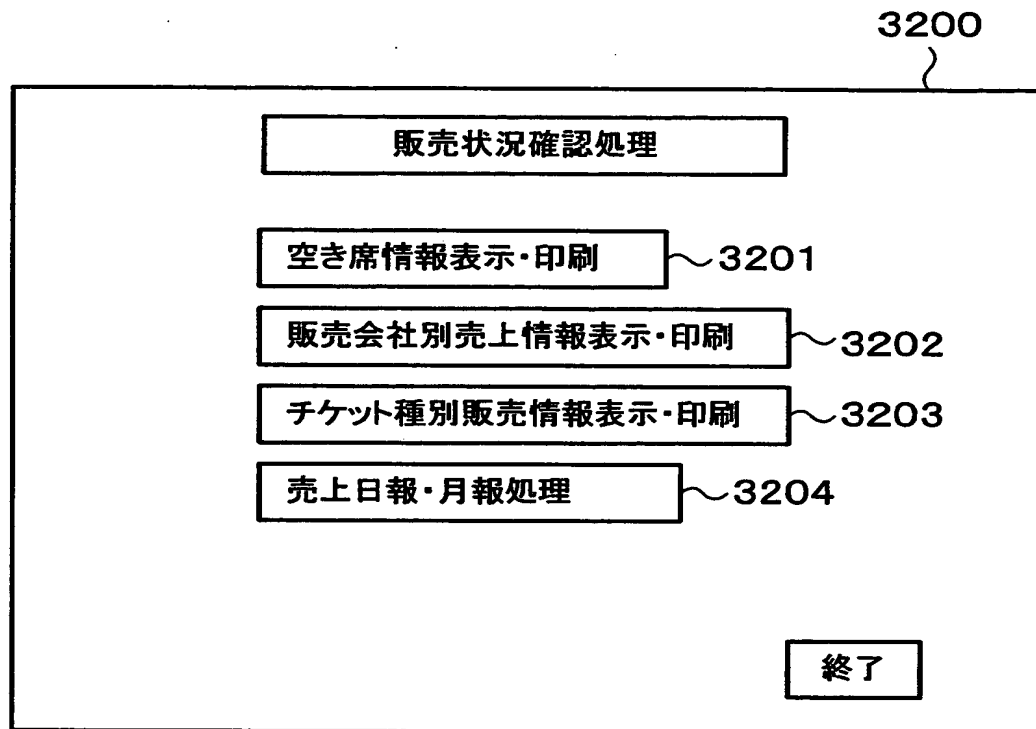 3200
販売状況確認処理
空き席情報表示・印刷 3201
販売会社別売上情報表示・印刷 3202
チケット種別販売情報表示・印刷 3203
売上日報・月報処理 3204
終了